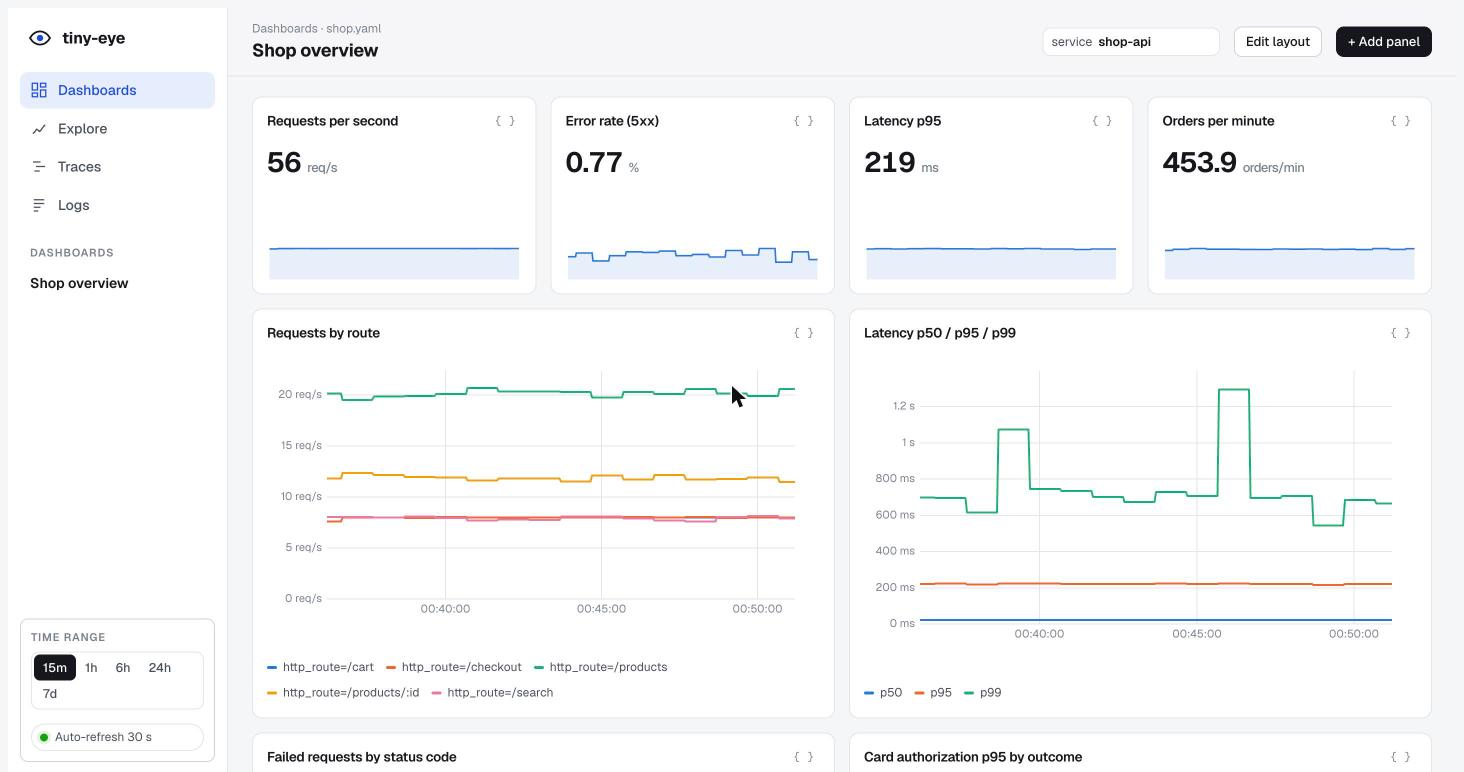 tiny-eye
Dashboards
Explore
Traces
Logs
DASHBOARDS
Shop overview
TIME RANGE
15m 1h 6h 24h
7d
Auto-refresh 30 s
Dashboards · shop.yaml
Shop overview
service shop-api
Edit layout
+ Add panel
Requests per second { }
56 req/s
Error rate (5xx) { }
0.77 %
Latency p95 { }
219 ms
Orders per minute { }
453.9 orders/min
Requests by route { }
20 req/s
15 req/s
10 req/s
5 req/s
0 req/s
00:40:00 00:45:00 00:50:00
http_route=/cart http_route=/checkout http_route=/products
http_route=/products/:id http_route=/search
Latency p50 / p95 / p99 { }
1.2 s
1 s
800 ms
600 ms
400 ms
200 ms
0 ms
00:40:00 00:45:00 00:50:00
p50 p95 p99
Failed requests by status code { }
Card authorization p95 by outcome { }